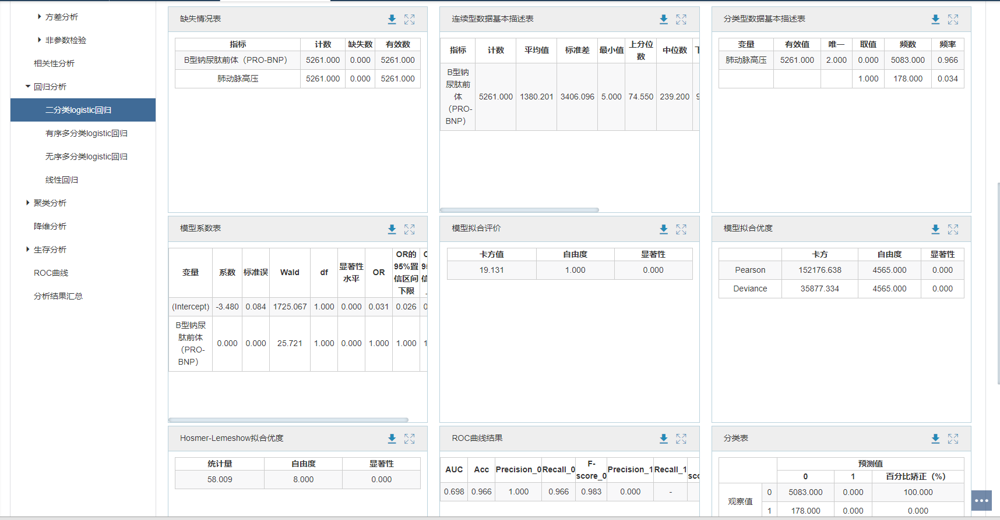 方差分析
非参数检验
相关性分析
回归分析
二分类logistic回归
有序多分类logistic回归
无序多分类logistic回归
线性回归
聚类分析
降维分析
生存分析
ROC曲线
分析结果汇总
缺失情况表
指标 计数 缺失数 有效数
B型钠尿肽前体（PRO-BNP） 5261.000 0.000 5261.000
肺动脉高压 5261.000 0.000 5261.000
连续型数据基本描述表
指标 计数 平均值 标准差 最小值 上分位数 中位数
B型钠尿肽前体（PRO-BNP） 5261.000 1380.201 3406.096 5.000 74.550 239.200
分类型数据基本描述表
变量 有效值 唯一 取值 频数 频率
肺动脉高压 5261.000 2.000 0.000 5083.000 0.966
1.000 178.000 0.034
模型系数表
变量 系数 标准误 Wald df 显著性水平 OR OR的95%置信区间下限
(Intercept) -3.480 0.084 1725.067 1.000 0.000 0.031 0.026
B型钠尿肽前体（PRO-BNP） 0.000 0.000 25.721 1.000 0.000 1.000 1.000
模型拟合评价
卡方值 自由度 显著性
19.131 1.000 0.000
模型拟合优度
卡方 自由度 显著性
Pearson 152176.638 4565.000 0.000
Deviance 35877.334 4565.000 0.000
Hosmer-Lemeshow拟合优度
统计量 自由度 显著性
58.009 8.000 0.000
ROC曲线结果
AUC Acc Precision_0 Recall_0 F-score_0 Precision_1 Recall_1
0.698 0.966 1.000 0.966 0.983 0.000 -
分类表
预测值
0 1 百分比矫正（%）
观察值 0 5083.000 0.000 100.000
1 178.000 0.000 0.000